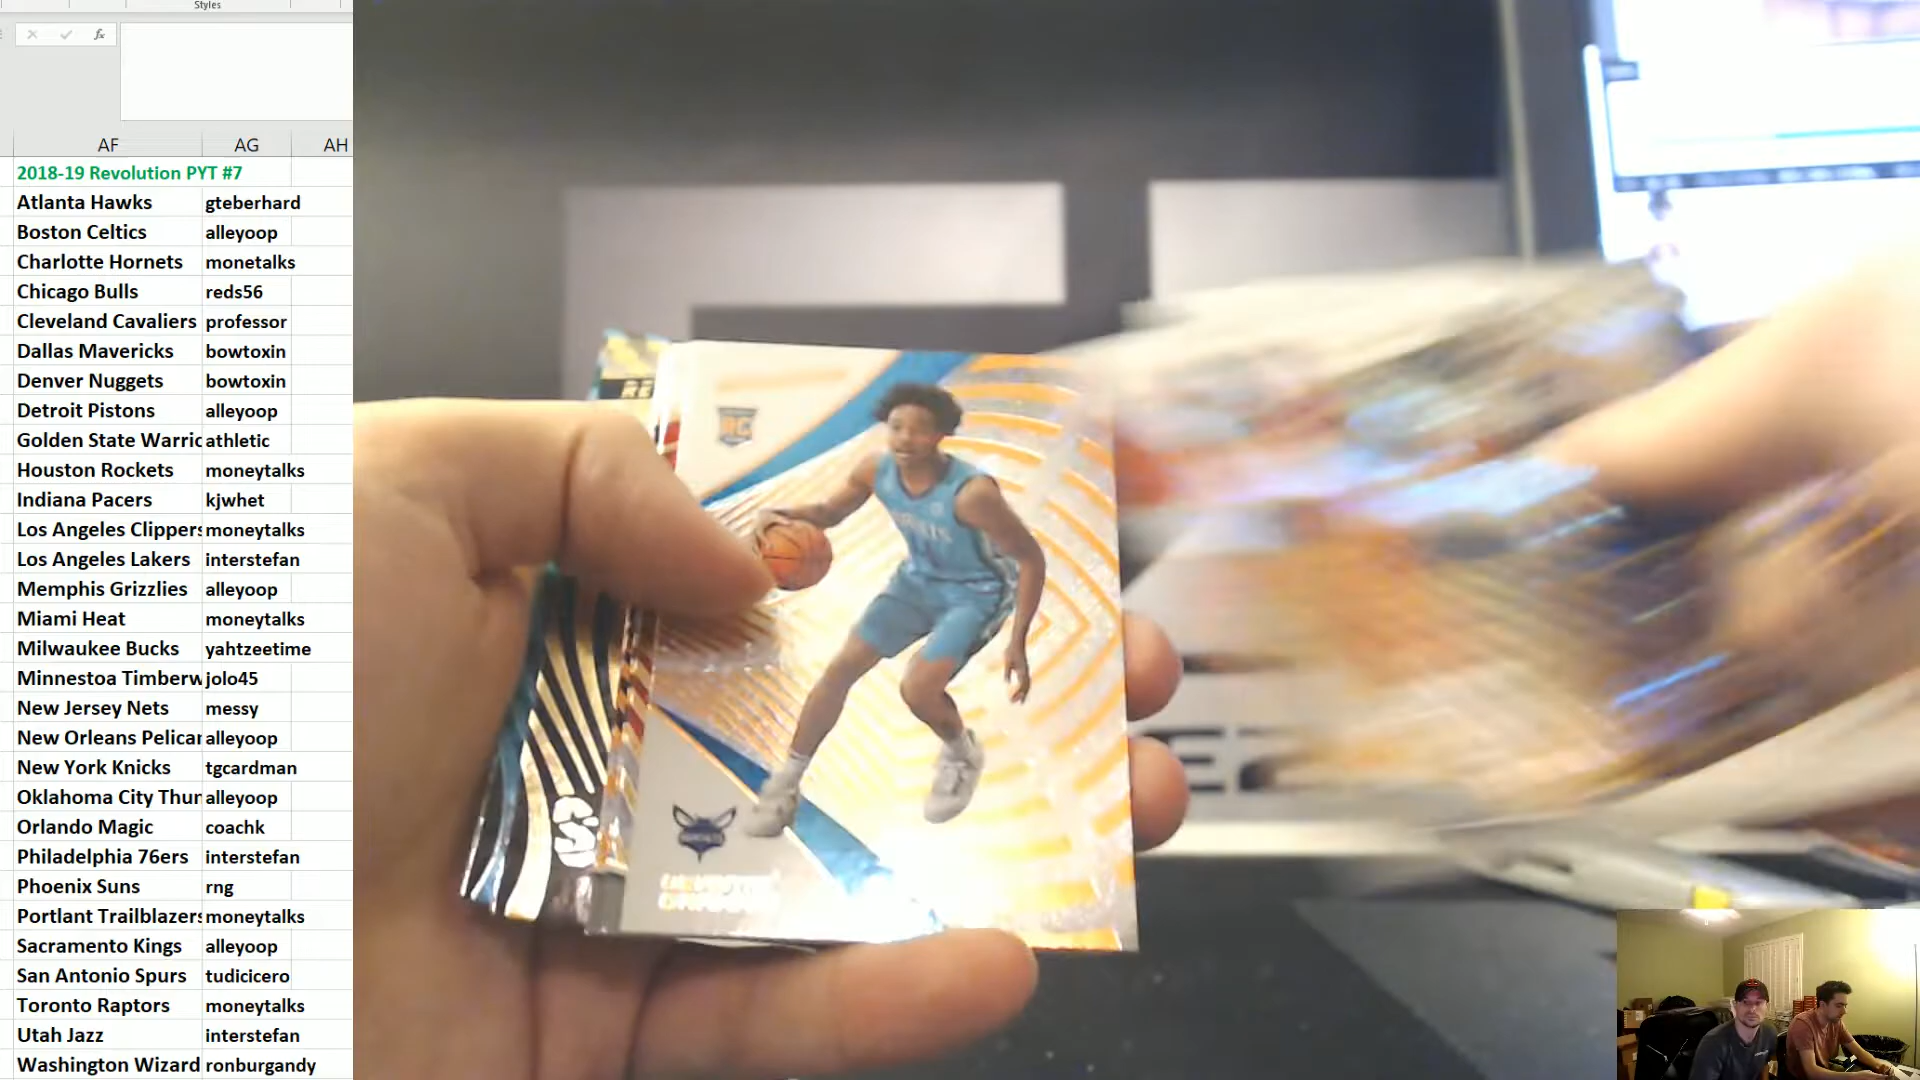 Styles
fx
AF AG AH
2018-19 Revolution PYT #7
Atlanta Hawks gteberhard
Boston Celtics alleyoop
Charlotte Hornets monetalks
Chicago Bulls reds56
Cleveland Cavaliers professor
Dallas Mavericks bowtoxin
Denver Nuggets bowtoxin
Detroit Pistons alleyoop
Golden State Warric athletic
Houston Rockets moneytalks
Indiana Pacers kjwhet
Los Angeles Clippers moneytalks
Los Angeles Lakers interstefan
Memphis Grizzlies alleyoop
Miami Heat moneytalks
Milwaukee Bucks yahtzeetime
Minnestoa Timberw jolo45
New Jersey Nets messy
New Orleans Pelicar alleyoop
New York Knicks tgcardman
Oklahoma City Thur alleyoop
Orlando Magic coachk
Philadelphia 76ers interstefan
Phoenix Suns rng
Portlant Trailblazers moneytalks
Sacramento Kings alleyoop
San Antonio Spurs tudicicero
Toronto Raptors moneytalks
Utah Jazz interstefan
Washington Wizard ronburgandy
RC